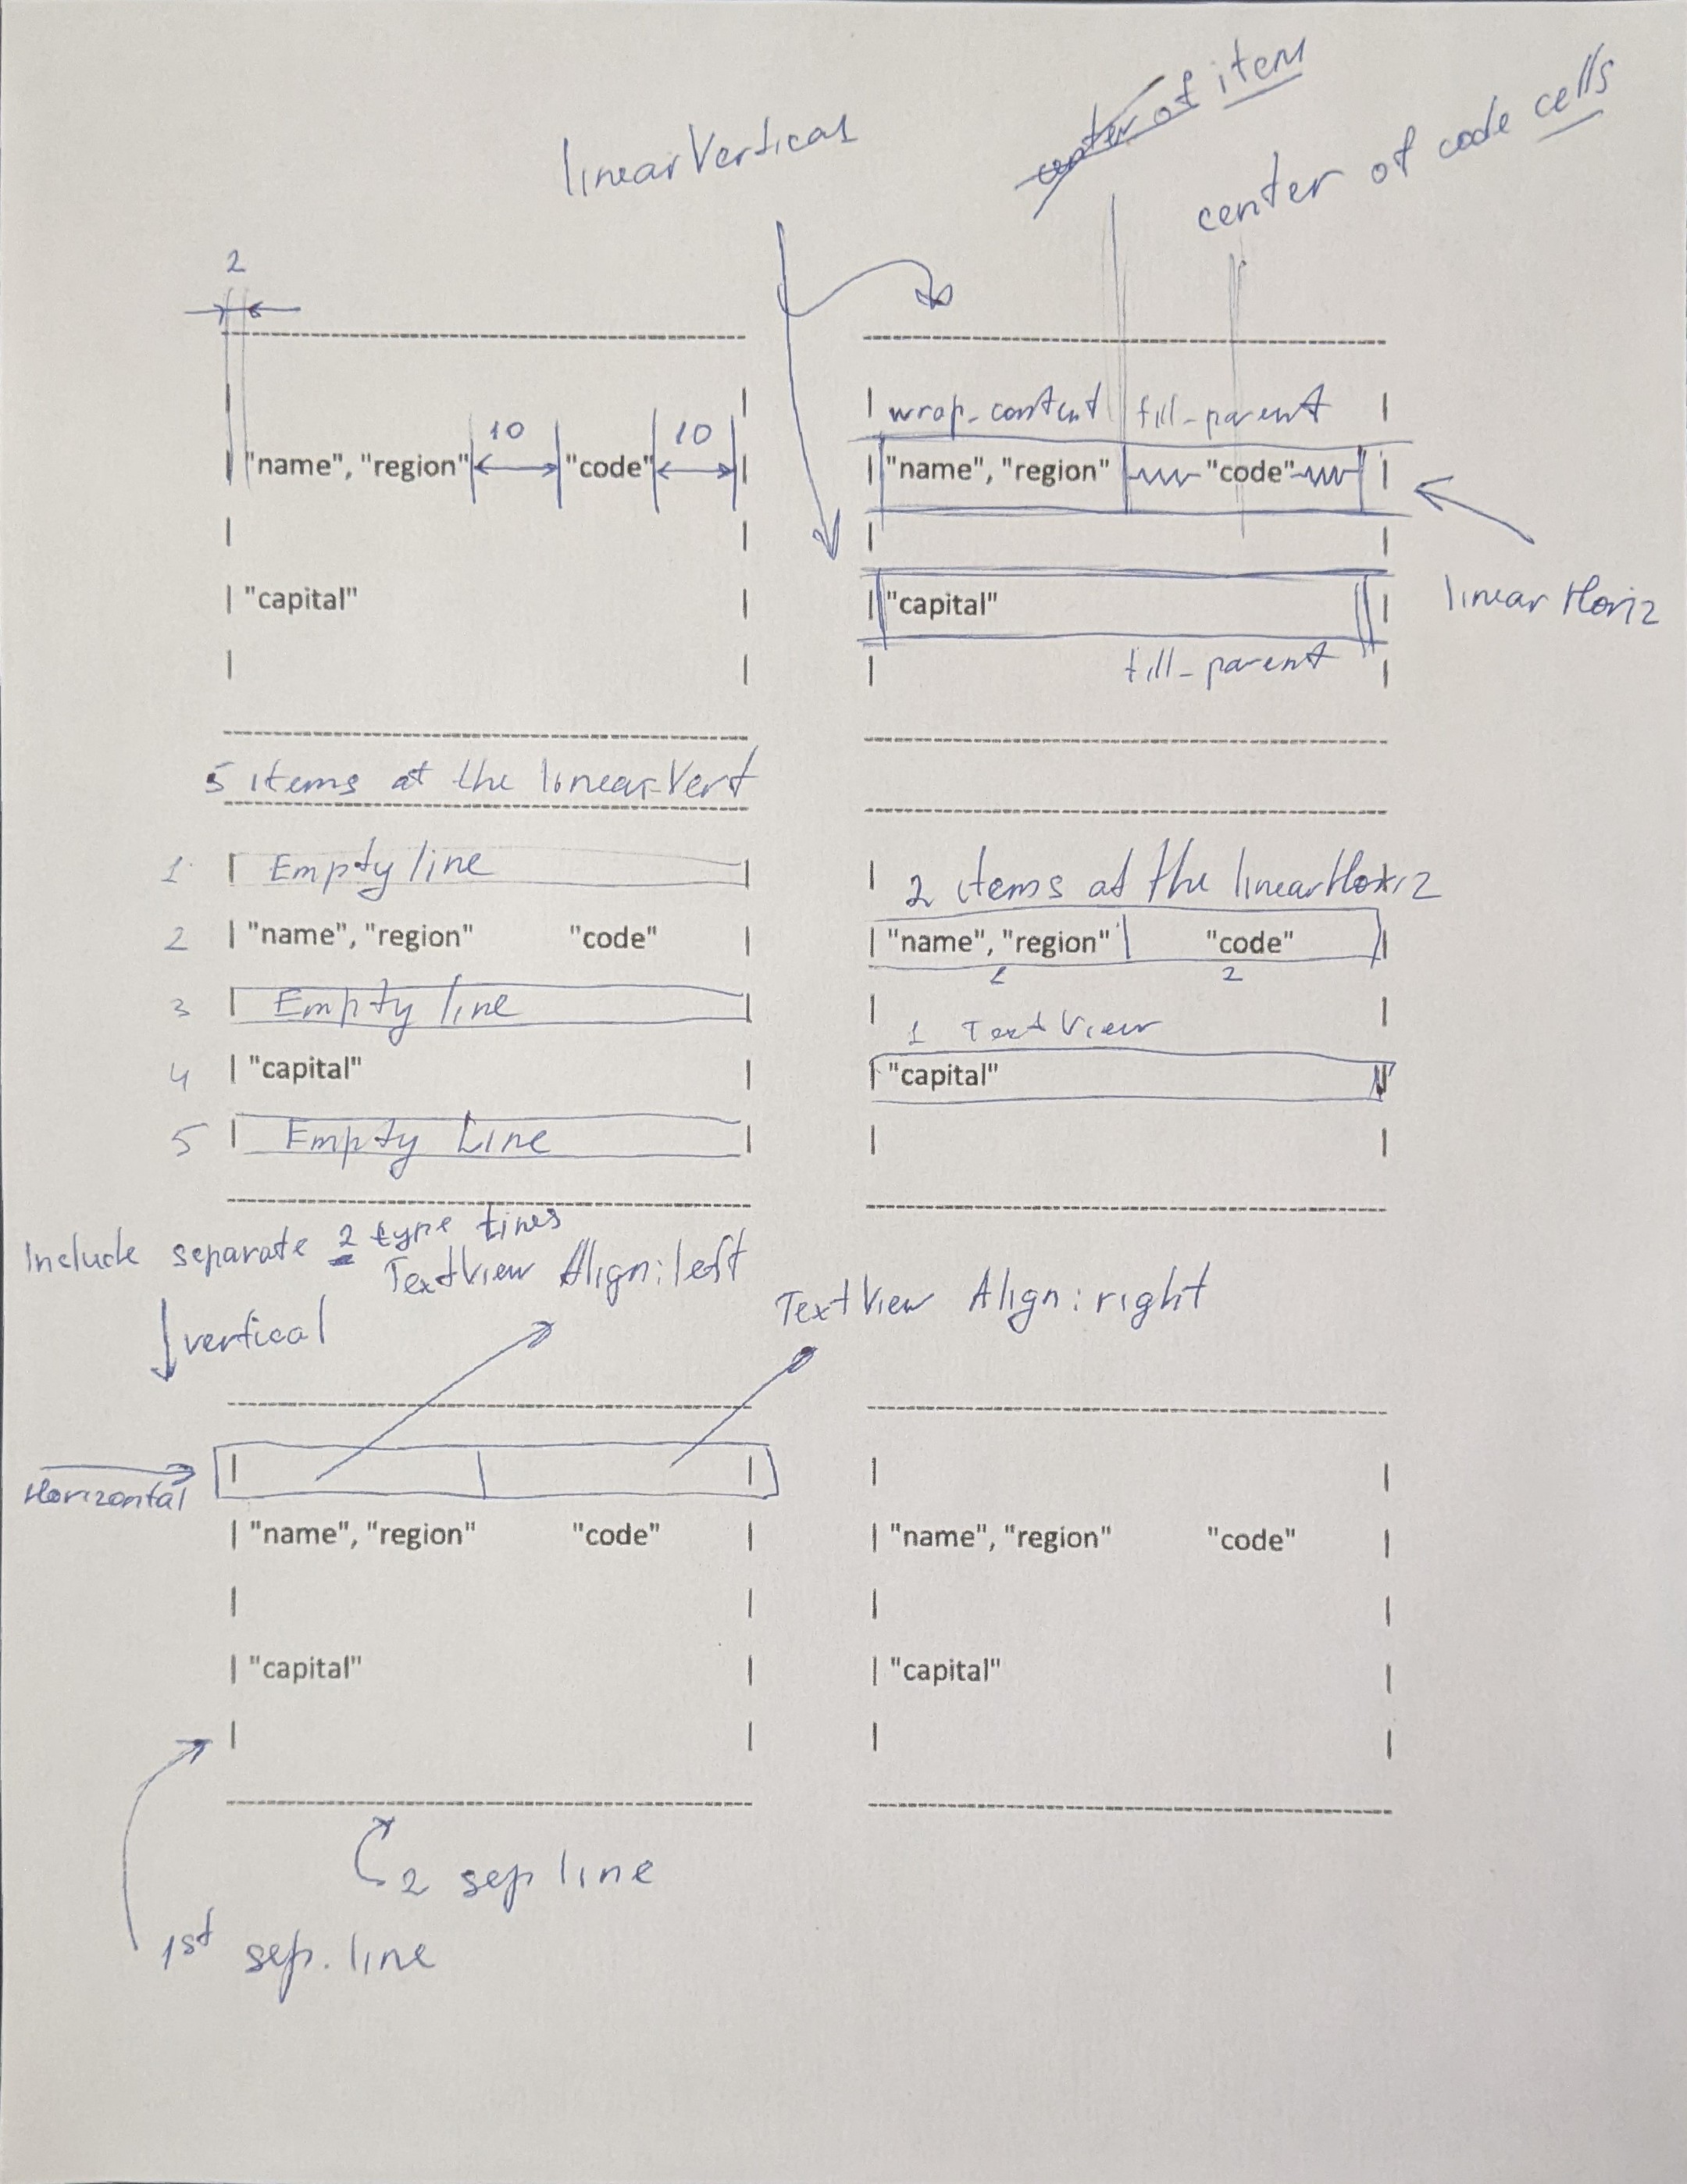 linearVertical
center of item
center of code cells
2
-----------------------------------------
-----------------------------------------
|
|
|
wrap_content
fill_parent
|
10
10
| "name", "region"
"code"
|
| "name", "region"
"code"
|
|
|
|
|
| "capital"
|
| "capital"
|
linear Horiz
|
|
|
fill_parent
|
-----------------------------------------
-----------------------------------------
5 items at the linearVert
-----------------------------------------
-----------------------------------------
1 | Empty line |
| 2 items at the linearHoriz
2 | "name", "region" "code" |
| "name", "region" "code" |
1 2
3 | Empty line |
| 1 TextView |
4 | "capital" |
| "capital" |
5 | Empty Line |
| |
-----------------------------------------
-----------------------------------------
Include separate 2 type lines
TextView Align:left
TextView Align:right
vertical
-----------------------------------------
-----------------------------------------
Horizontal
| |
| |
| "name", "region" "code" |
| "name", "region" "code" |
| |
| |
| "capital" |
| "capital" |
| |
| |
-----------------------------------------
-----------------------------------------
2 sep line
1st sep. line